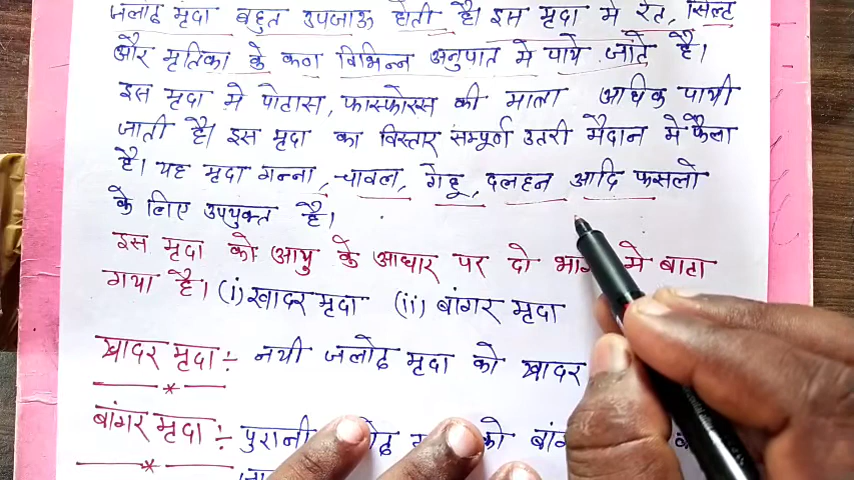 जलोढ़ मृदा बहुत उपजाऊ होती है। इस मृदा में रेत, सिल्ट
और मृतिका के कण विभिन्न अनुपात में पाये जाते है।
इस मृदा में पोटास, फास्फोरस की मात्रा अधिक पायी
जाती है। इस मृदा का विस्तार सम्पूर्ण उतरी मैदान में फैला
है। यह मृदा गन्ना, चावल, गेहू, दलहन आदि फसलो
के लिए उपयुक्त है।
इस मृदा को आयु के आधार पर दो भाग में बाटा
गया है। (i) खादर मृदा (ii) बांगर मृदा
खादर मृदा :- नयी जलोढ़ मृदा को खादर
बांगर मृदा :- पुरानी को